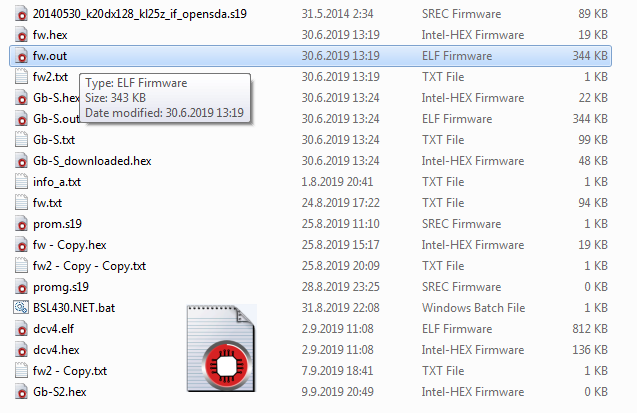 20140530_k20dx128_kl25z_if_opensda.s19 31.5.2014 2:34 SREC Firmware 89 KB
fw.hex 30.6.2019 13:19 Intel-HEX Firmware 19 KB
fw.out 30.6.2019 13:19 ELF Firmware 344 KB
fw2.txt 30.6.2019 13:19 TXT File 1 KB
Type: ELF Firmware
Size: 343 KB
Date modified: 30.6.2019 13:19
Gb-S.hex 30.6.2019 13:24 Intel-HEX Firmware 22 KB
Gb-S.out 30.6.2019 13:24 ELF Firmware 344 KB
Gb-S.txt 30.6.2019 13:24 TXT File 99 KB
Gb-S_downloaded.hex 30.6.2019 13:24 Intel-HEX Firmware 48 KB
info_a.txt 1.8.2019 20:41 TXT File 1 KB
fw.txt 24.8.2019 17:22 TXT File 94 KB
prom.s19 25.8.2019 11:10 SREC Firmware 1 KB
fw - Copy.hex 25.8.2019 15:17 Intel-HEX Firmware 19 KB
fw2 - Copy - Copy.txt 25.8.2019 20:09 TXT File 1 KB
promg.s19 28.8.2019 23:25 SREC Firmware 0 KB
BSL430.NET.bat 31.8.2019 22:08 Windows Batch File 1 KB
dcv4.elf 2.9.2019 11:08 ELF Firmware 812 KB
dcv4.hex 2.9.2019 11:08 Intel-HEX Firmware 136 KB
fw2 - Copy.txt 7.9.2019 18:41 TXT File 1 KB
Gb-S2.hex 9.9.2019 20:49 Intel-HEX Firmware 0 KB